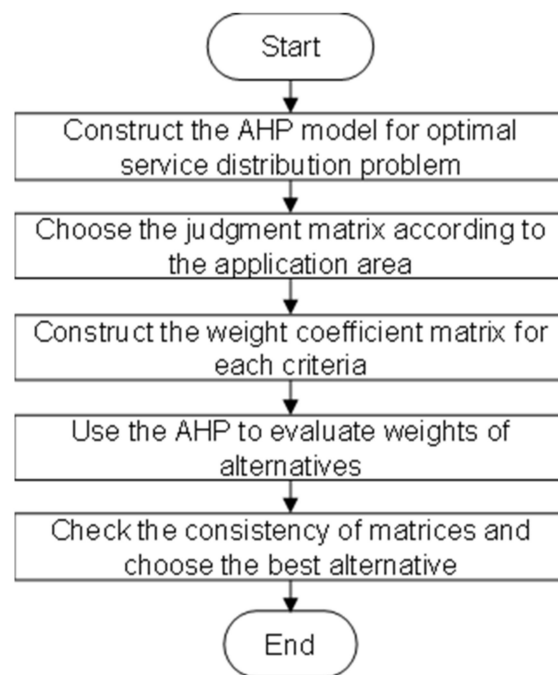 Start
Construct the AHP model for optimal
service distribution problem
Choose the judgment matrix according to
the application area
Construct the weight coefficient matrix for
each criteria
Use the AHP to evaluate weights of
alternatives
Check the consistency of matrices and
choose the best alternative
End